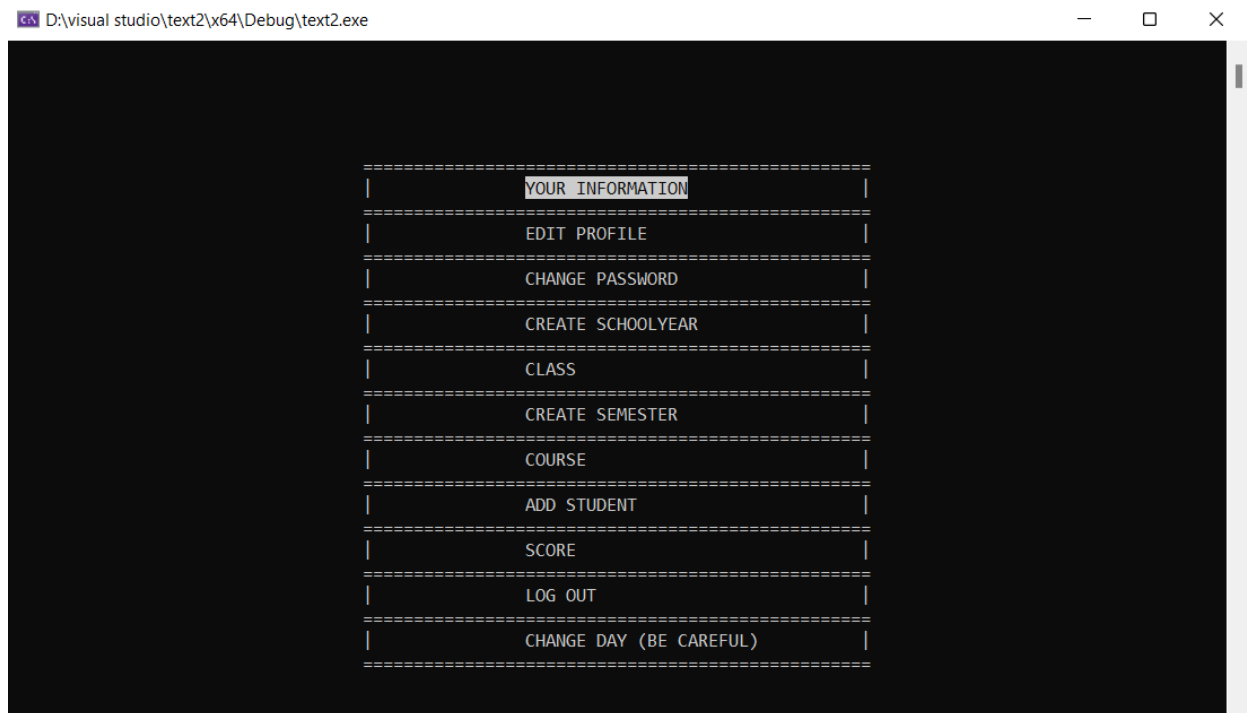 D:\visual studio\text2\x64\Debug\text2.exe
==================================================
| YOUR INFORMATION |
==================================================
| EDIT PROFILE |
==================================================
| CHANGE PASSWORD |
==================================================
| CREATE SCHOOLYEAR |
==================================================
| CLASS |
==================================================
| CREATE SEMESTER |
==================================================
| COURSE |
==================================================
| ADD STUDENT |
==================================================
| SCORE |
==================================================
| LOG OUT |
==================================================
| CHANGE DAY (BE CAREFUL) |
==================================================